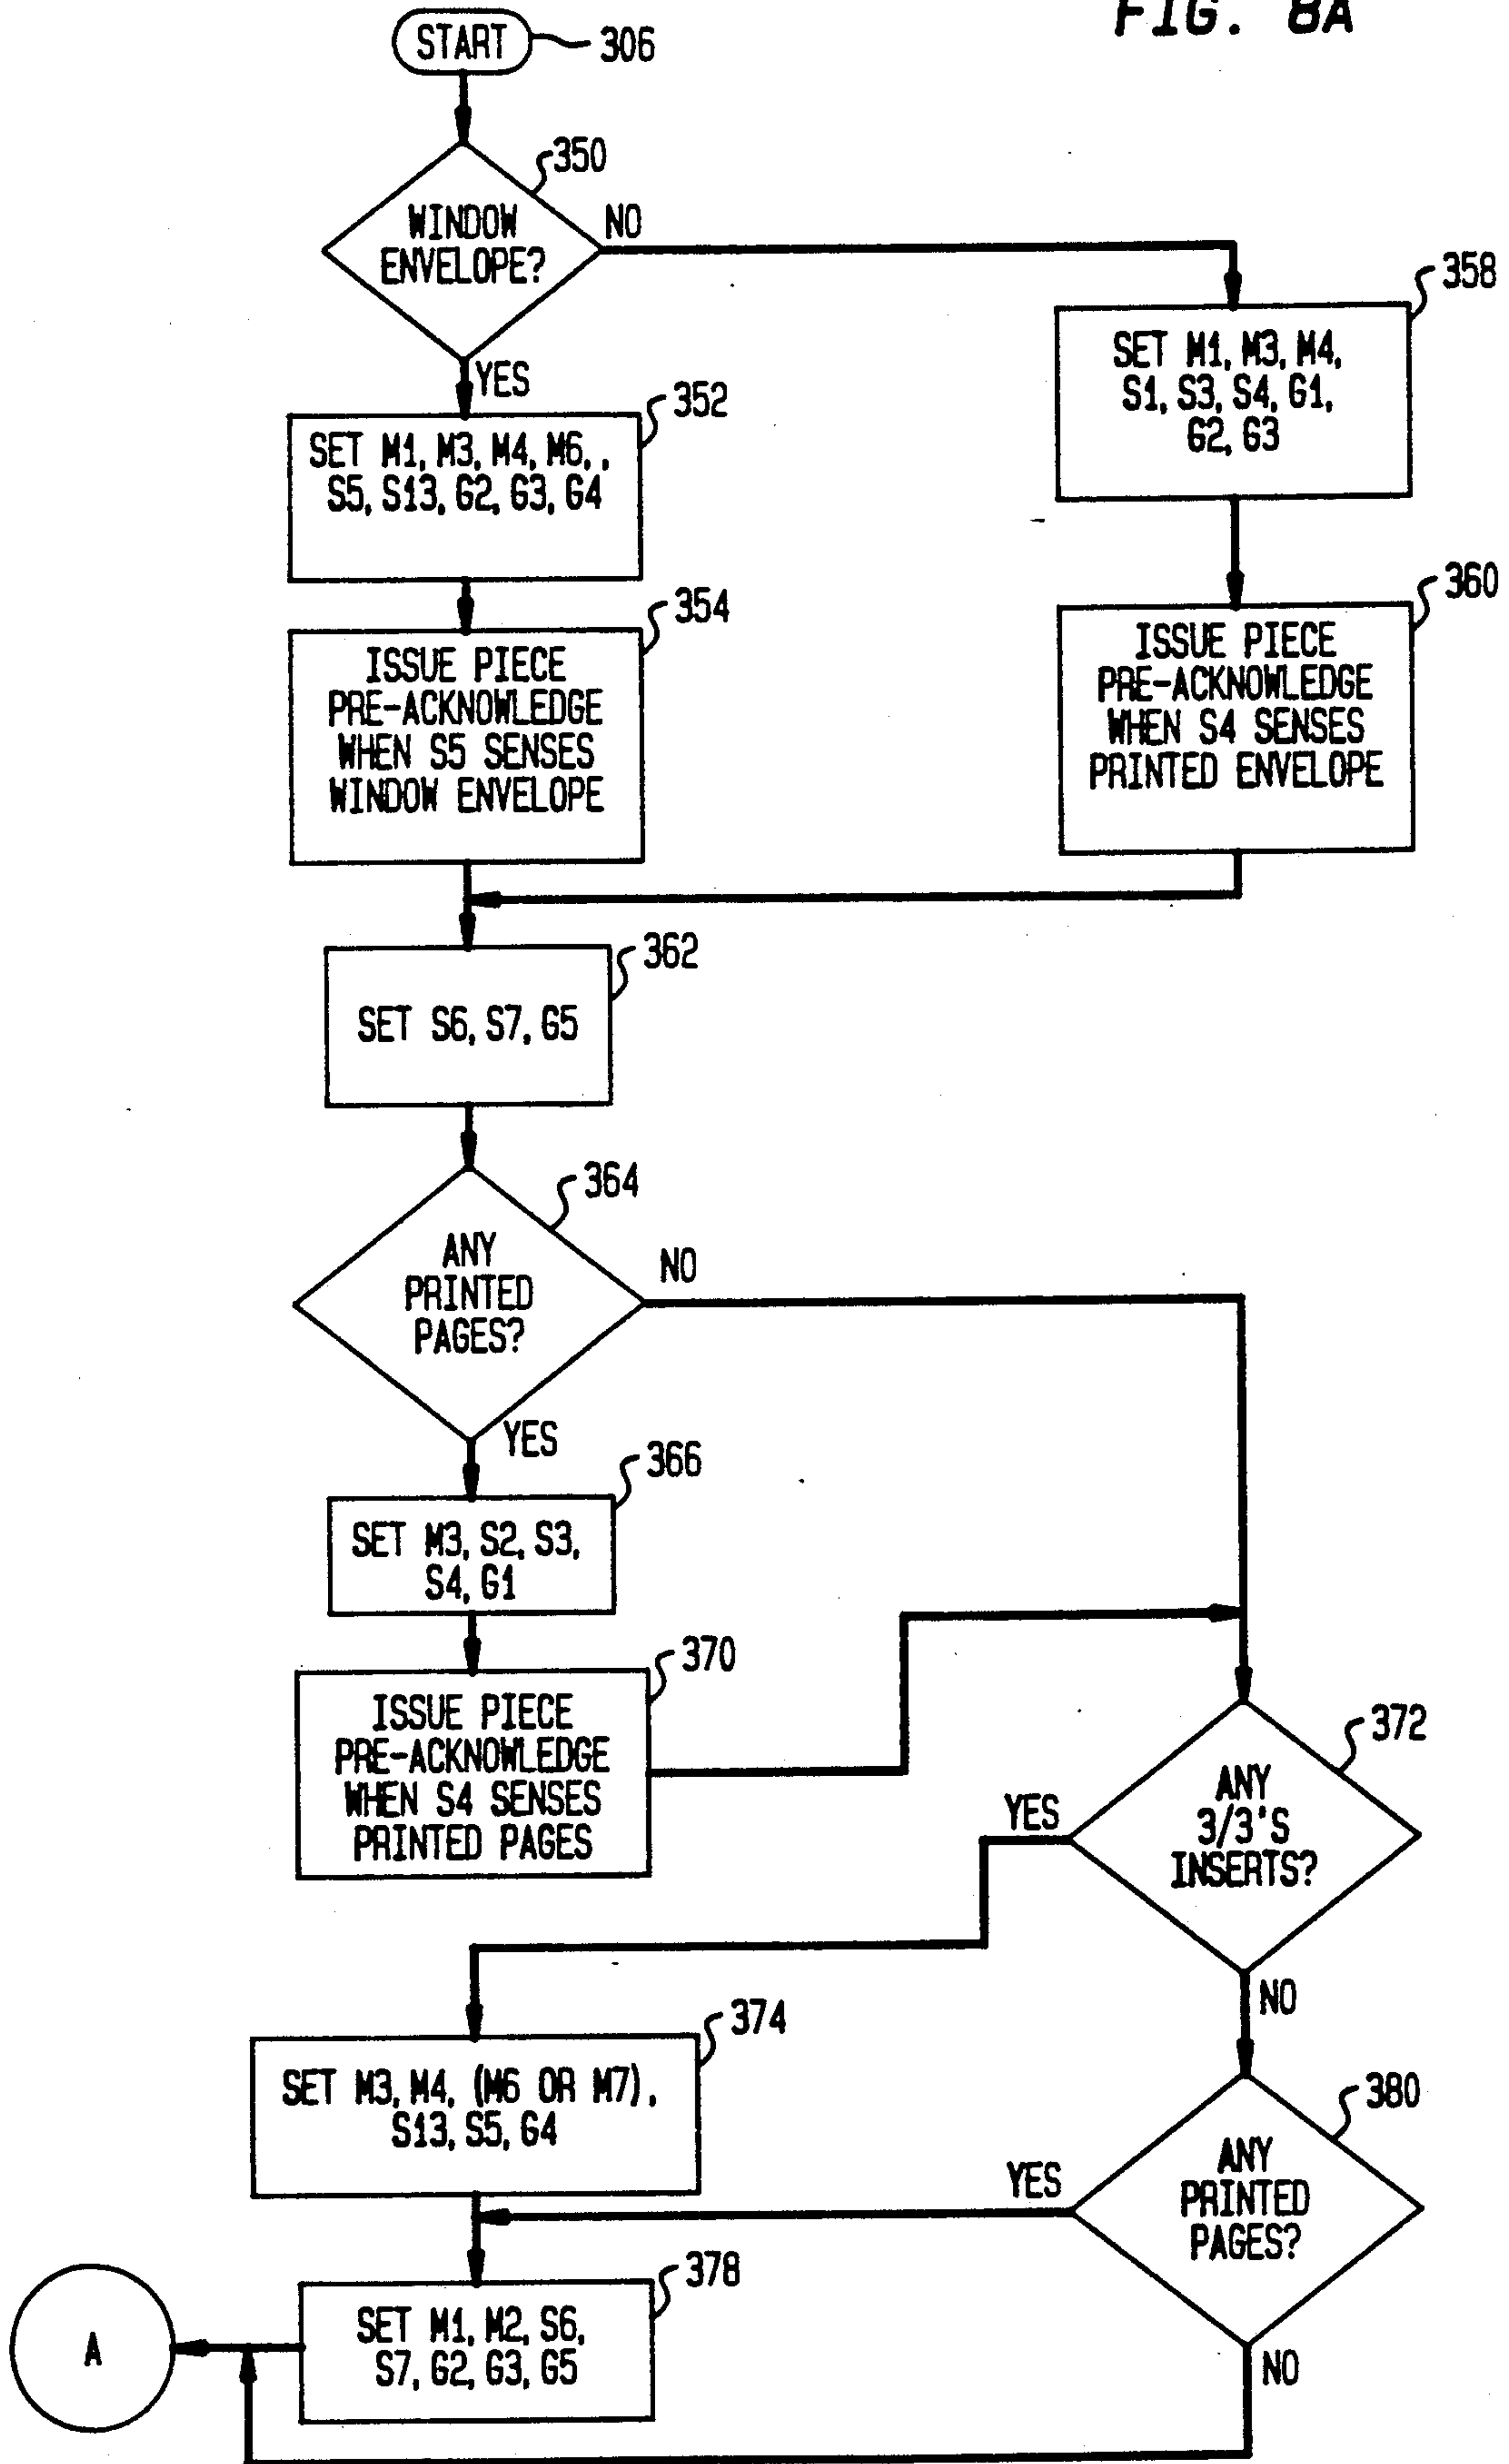 FIG. 8A
START
306
350
WINDOW
ENVELOPE?
NO
YES
358
SET M1, M3, M4,
S1, S3, S4, G1,
G2, G3
352
SET M1, M3, M4, M6, ,
S5, S13, G2, G3, G4
354
ISSUE PIECE
PRE-ACKNOWLEDGE
WHEN S5 SENSES
WINDOW ENVELOPE
360
ISSUE PIECE
PRE-ACKNOWLEDGE
WHEN S4 SENSES
PRINTED ENVELOPE
362
SET S6, S7, G5
364
ANY
PRINTED
PAGES?
NO
YES
366
SET M3, S2, S3,
S4, G1
370
ISSUE PIECE
PRE-ACKNOWLEDGE
WHEN S4 SENSES
PRINTED PAGES
372
ANY
3/3'S
INSERTS?
YES
NO
374
SET M3, M4, (M6 OR M7),
S13, S5, G4
380
ANY
PRINTED
PAGES?
YES
NO
378
SET M1, M2, S6,
S7, G2, G3, G5
A